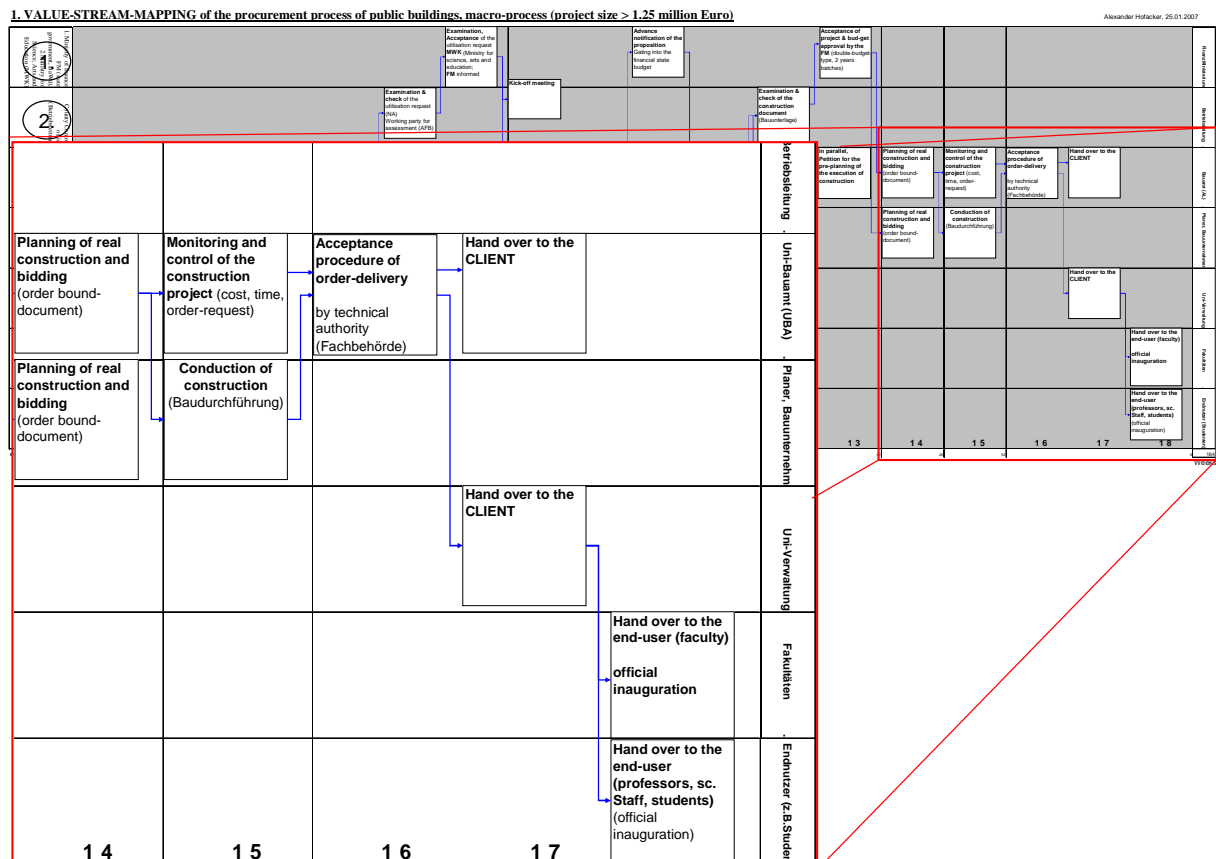 1. VALUE-STREAM-MAPPING of the procurement process of public buildings, macro-process (project size > 1.25 million Euro)
Alexander Hofacker, 25.01.2007
Examination,
Acceptance of the
utilisation request
MWK (Ministry for
science, arts and
education;
FM informed
Advance
notification of the
proposition
Gating into the
financial state
budget
Acceptance of
project & bud-get
approval by the
FM (double-budget-
type, 2 years
batches)
Kick-off meeting
2
Examination &
check of the
utilisation request
(NA)
Working party for
assessment (AFB)
Examination &
check of the
construction
document
(Bauunterlage)
in parallel,
Petition for the
pre-planning of
the execution of
construction
Planning of real
construction and
bidding
(order bound-
document)
Monitoring and
control of the
construction
project (cost,
time, order-
request)
Acceptance
procedure of
order-delivery
by technical
authority
(Fachbehörde)
Hand over to the
CLIENT
Bauamt (AL)
Planning of real
construction and
bidding
(order bound-
document)
Conduction of
construction
(Baudurchführung)
Planer, Bauunternehmen
Hand over to the
CLIENT
Uni-Verwaltung
Hand over to the
end-user (faculty)
official
inauguration
Fakultäten
Hand over to the
end-user
(professors, sc.
Staff, students)
(official
inauguration)
13
14
15
16
17
18
164
Weeks
Betriebsleitung
Planning of real
construction and
bidding
(order bound-
document)
Monitoring and
control of the
construction
project (cost, time,
order-request)
Acceptance
procedure of
order-delivery
by technical
authority
(Fachbehörde)
Hand over to the
CLIENT
Uni-Bauamt (UBA)
Planning of real
construction and
bidding
(order bound-
document)
Conduction of
construction
(Baudurchführung)
Planer, Bauunternehm
Hand over to the
CLIENT
Uni-Verwaltung
Hand over to the
end-user (faculty)
official
inauguration
Fakultäten
Hand over to the
end-user
(professors, sc.
Staff, students)
(official
inauguration)
Endnutzer (z.B.Studen
14
15
16
17